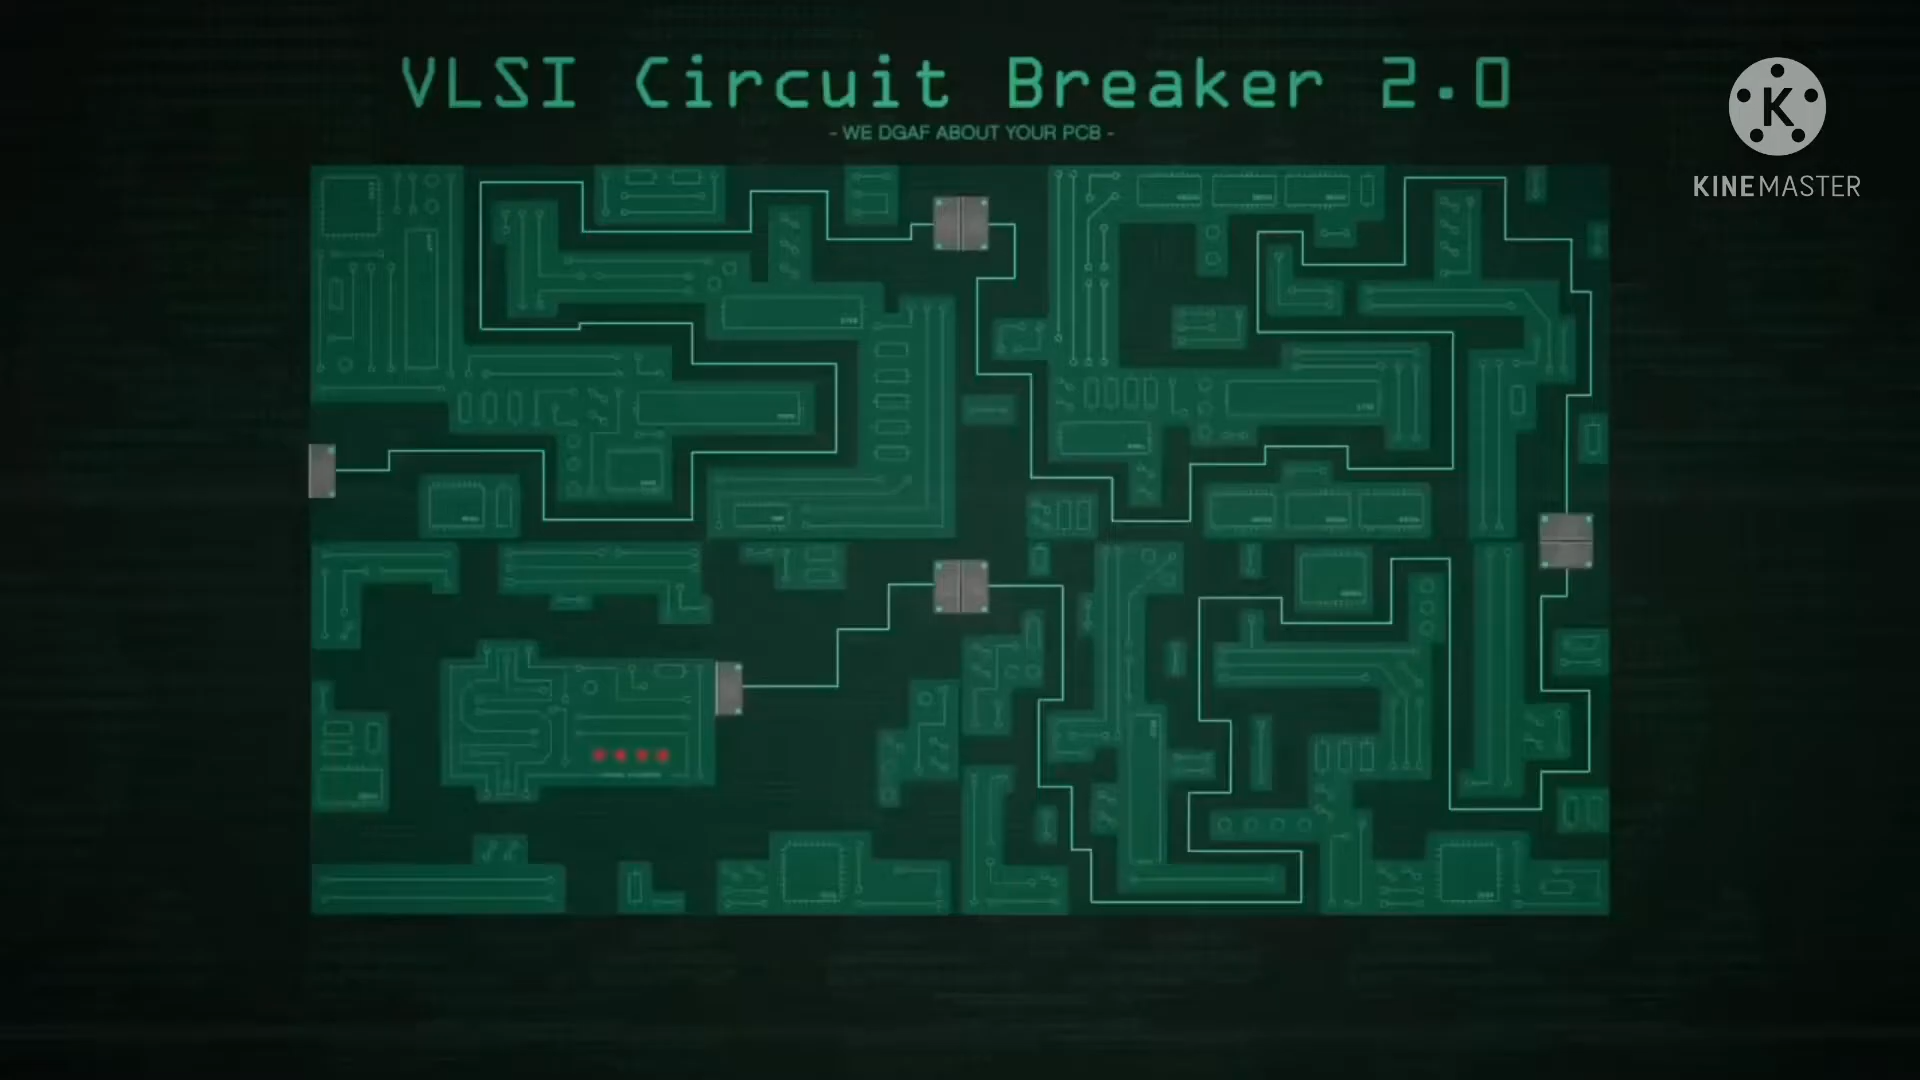 VLSI Circuit Breaker 2.0
- WE DGAF ABOUT YOUR PCB -
K
KINEMASTER